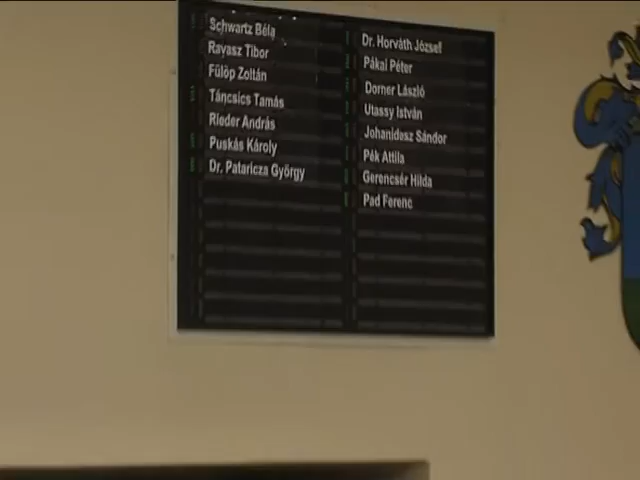 Schwartz Béla
Rayasz Tibor
Fülöp Zoltán
Táncsics Tamás
Rieder András
Puskás Károly
Dr. Pataricza György
Dr. Horváth József
Pákai Péter
Dorner László
Utassy István
Johanidesz Sándor
Pék Attila
Gerencsér Hilda
Pad Ferenc